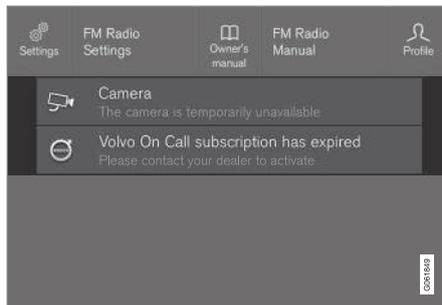 Settings
FM Radio
Settings
Owner's
manual
FM Radio
Manual
Profile
Camera
The camera is temporarily unavailable
Volvo On Call subscription has expired
Please contact your dealer to activate
G061849